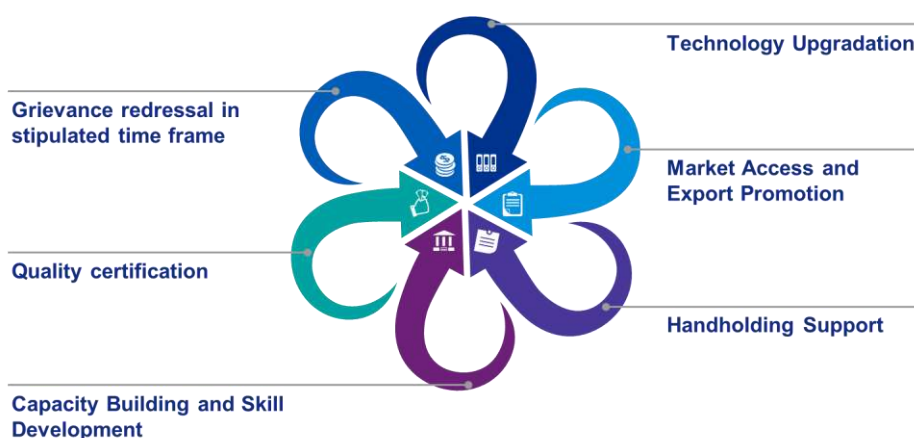 Technology Upgradation
Grievance redressal in
stipulated time frame
Market Access and
Export Promotion
Quality certification
Handholding Support
Capacity Building and Skill
Development